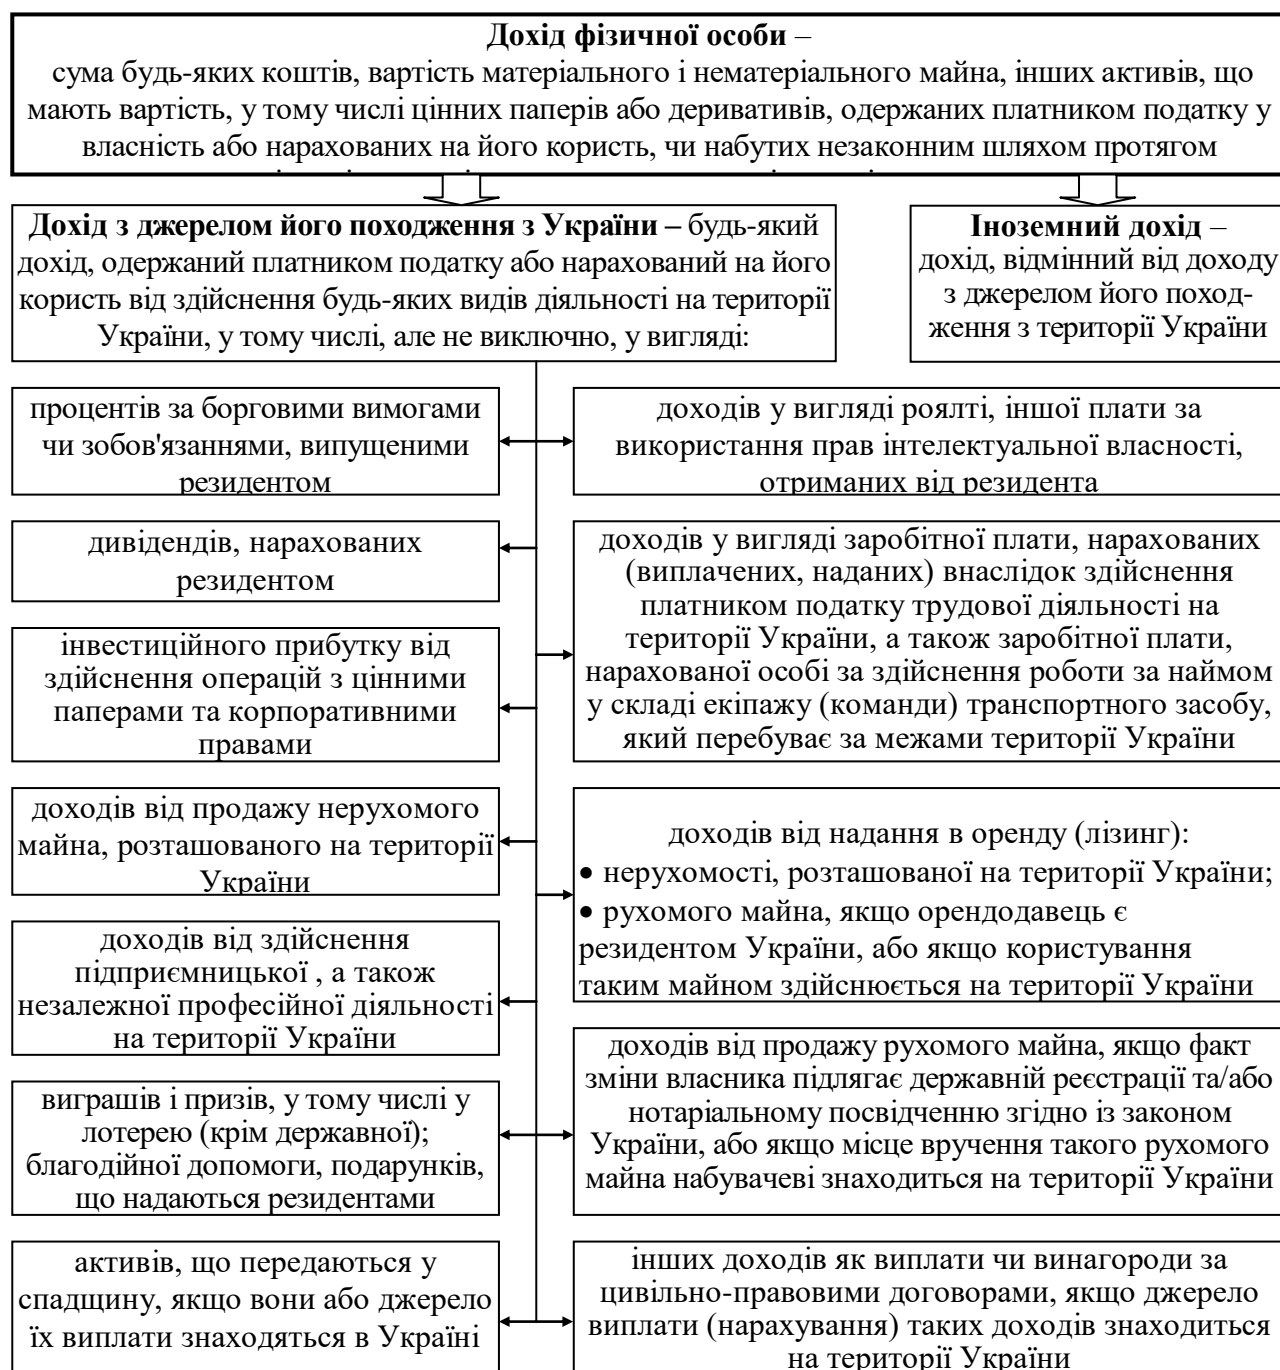 Дохід фізичної особи –
сума будь-яких коштів, вартість матеріального і нематеріального майна, інших активів, що
мають вартість, у тому числі цінних паперів або деривативів, одержаних платником податку у
власність або нарахованих на його користь, чи набутих незаконним шляхом протягом
Дохід з джерелом його походження з України – будь-який
дохід, одержаний платником податку або нарахований на його
користь від здійснення будь-яких видів діяльності на території
України, у тому числі, але не виключно, у вигляді:
Іноземний дохід –
дохід, відмінний від доходу
з джерелом його поход-
ження з території України
процентів за борговими вимогами
чи зобов'язаннями, випущеними
резидентом
доходів у вигляді роялті, іншої плати за
використання прав інтелектуальної власності,
отриманих від резидента
дивідендів, нарахованих
резидентом
доходів у вигляді заробітної плати, нарахованих
(виплачених, наданих) внаслідок здійснення
платником податку трудової діяльності на
території України, а також заробітної плати,
нарахованої особі за здійснення роботи за наймом
у складі екіпажу (команди) транспортного засобу,
який перебуває за межами території України
інвестиційного прибутку від
здійснення операцій з цінними
паперами та корпоративними
правами
доходів від продажу нерухомого
майна, розташованого на території
України
доходів від надання в оренду (лізинг):
• нерухомості, розташованої на території України;
• рухомого майна, якщо орендодавець є
резидентом України, або якщо користування
таким майном здійснюється на території України
доходів від здійснення
підприємницької , а також
незалежної професійної діяльності
на території України
доходів від продажу рухомого майна, якщо факт
зміни власника підлягає державній реєстрації та/або
нотаріальному посвідченню згідно із законом
України, або якщо місце вручення такого рухомого
майна набувачеві знаходиться на території України
виграшів і призів, у тому числі у
лотерею (крім державної);
благодійної допомоги, подарунків,
що надаються резидентами
активів, що передаються у
спадщину, якщо вони або джерело
їх виплати знаходяться в Україні
інших доходів як виплати чи винагороди за
цивільно-правовими договорами, якщо джерело
виплати (нарахування) таких доходів знаходиться
на території України